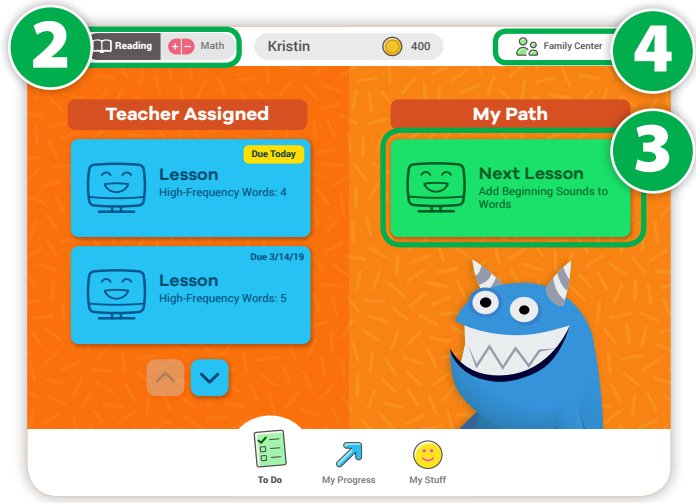 2
Reading
+ − Math
Kristin
400
Family Center
4
Teacher Assigned
Due Today
Lesson
High-Frequency Words: 4
Due 3/14/19
Lesson
High-Frequency Words: 5
My Path
3
Next Lesson
Add Beginning Sounds to
Words
To Do
My Progress
My Stuff